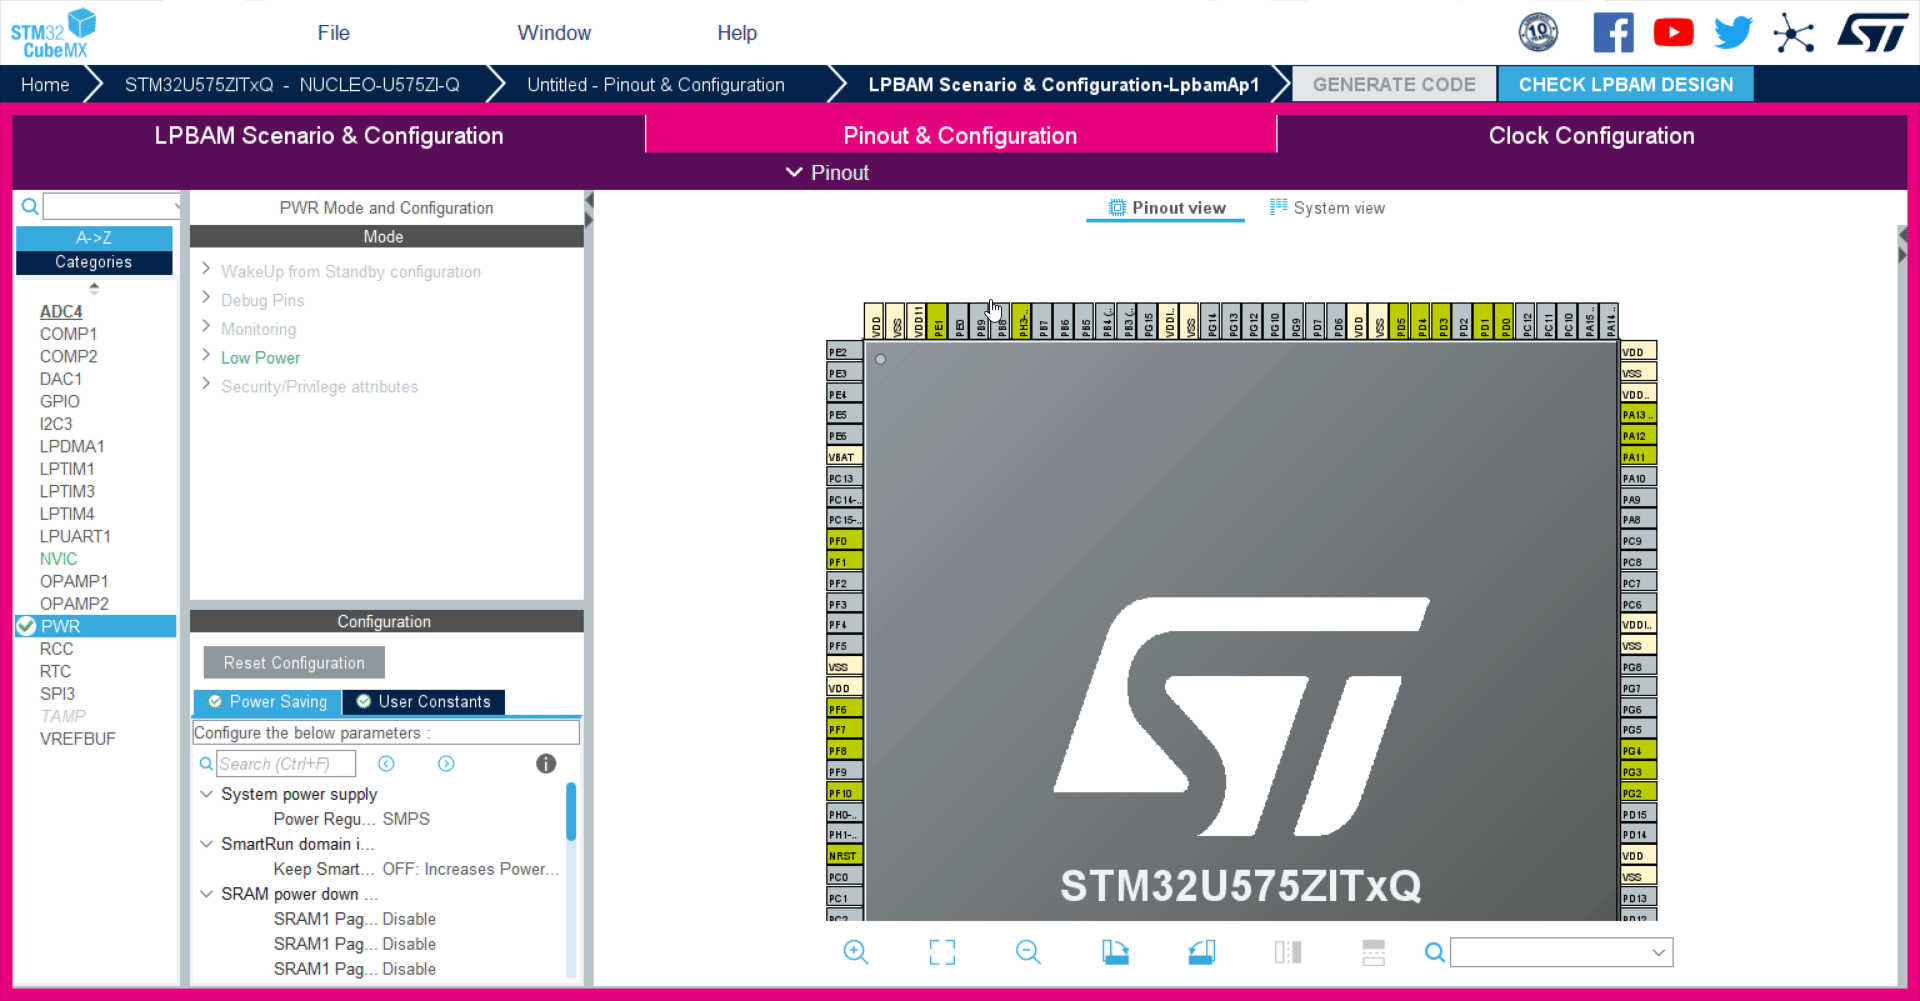 STM32
CubeMX
File
Window
Help
10
YEARS
Home
STM32U575ZITxQ - NUCLEO-U575ZI-Q
Untitled - Pinout & Configuration
LPBAM Scenario & Configuration-LpbamAp1
GENERATE CODE
CHECK LPBAM DESIGN
LPBAM Scenario & Configuration
Pinout & Configuration
Clock Configuration
Pinout
A->Z
Categories
ADC4
COMP1
COMP2
DAC1
GPIO
I2C3
LPDMA1
LPTIM1
LPTIM3
LPTIM4
LPUART1
NVIC
OPAMP1
OPAMP2
PWR
RCC
RTC
SPI3
TAMP
VREFBUF
PWR Mode and Configuration
Mode
WakeUp from Standby configuration
Debug Pins
Monitoring
Low Power
Security/Privilege attributes
Configuration
Reset Configuration
Power Saving
User Constants
Configure the below parameters :
Search (Ctrl+F)
System power supply
Power Regu... SMPS
SmartRun domain i...
Keep Smart... OFF: Increases Power...
SRAM power down ...
SRAM1 Pag... Disable
SRAM1 Pag... Disable
SRAM1 Pag... Disable
Pinout view
System view
VDD
VSS
VDD11
PE1
PE0
PB9
PB8
PH3-..
PB7
PB6
PB5
PB4 (..
PB3 (..
PG15
VDDI..
VSS
PG14
PG13
PG12
PG10
PG9
PD7
PD6
VDD
VSS
PD5
PD4
PD3
PD2
PD1
PD0
PC12
PC11
PC10
PA15 ..
PA14 ..
PE2
PE3
PE4
PE5
PE6
VBAT
PC13
PC14-..
PC15-..
PF0
PF1
PF2
PF3
PF4
PF5
VSS
VDD
PF6
PF7
PF8
PF9
PF10
PH0-..
PH1-..
NRST
PC0
PC1
PC2
VDD
VSS
VDD..
PA13 ..
PA12
PA11
PA10
PA9
PA8
PC9
PC8
PC7
PC6
VDDI..
VSS
PG8
PG7
PG6
PG5
PG4
PG3
PG2
PD15
PD14
VDD
VSS
PD13
PD12
STM32U575ZITxQ